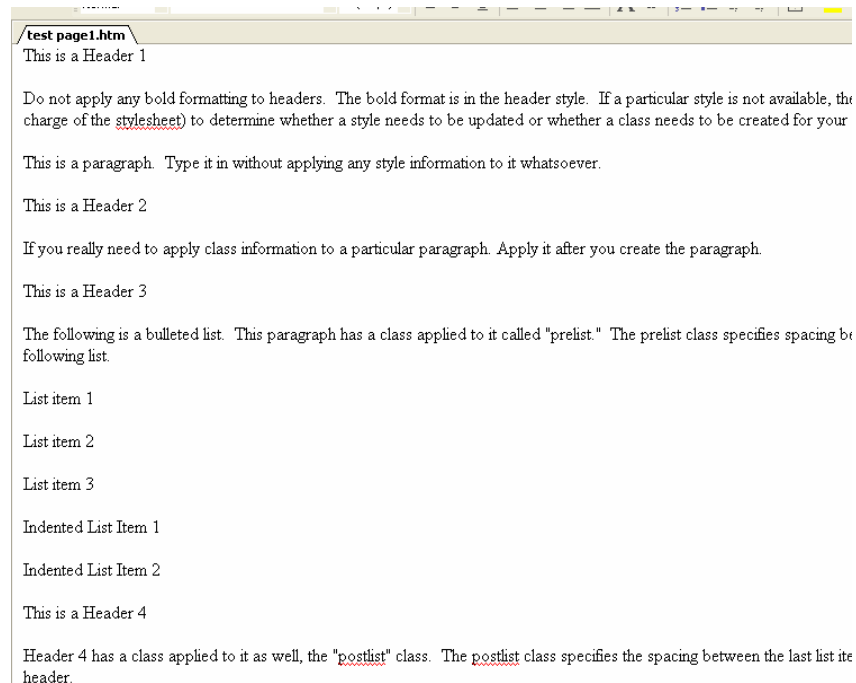 test page1.htm
This is a Header 1
Do not apply any bold formatting to headers.  The bold format is in the header style.  If a particular style is not available, the
charge of the stylesheet) to determine whether a style needs to be updated or whether a class needs to be created for your
This is a paragraph.  Type it in without applying any style information to it whatsoever.
This is a Header 2
If you really need to apply class information to a particular paragraph. Apply it after you create the paragraph.
This is a Header 3
The following is a bulleted list.  This paragraph has a class applied to it called "prelist."  The prelist class specifies spacing be
following list.
List item 1
List item 2
List item 3
Indented List Item 1
Indented List Item 2
This is a Header 4
Header 4 has a class applied to it as well, the "postlist" class.  The postlist class specifies the spacing between the last list ite
header.